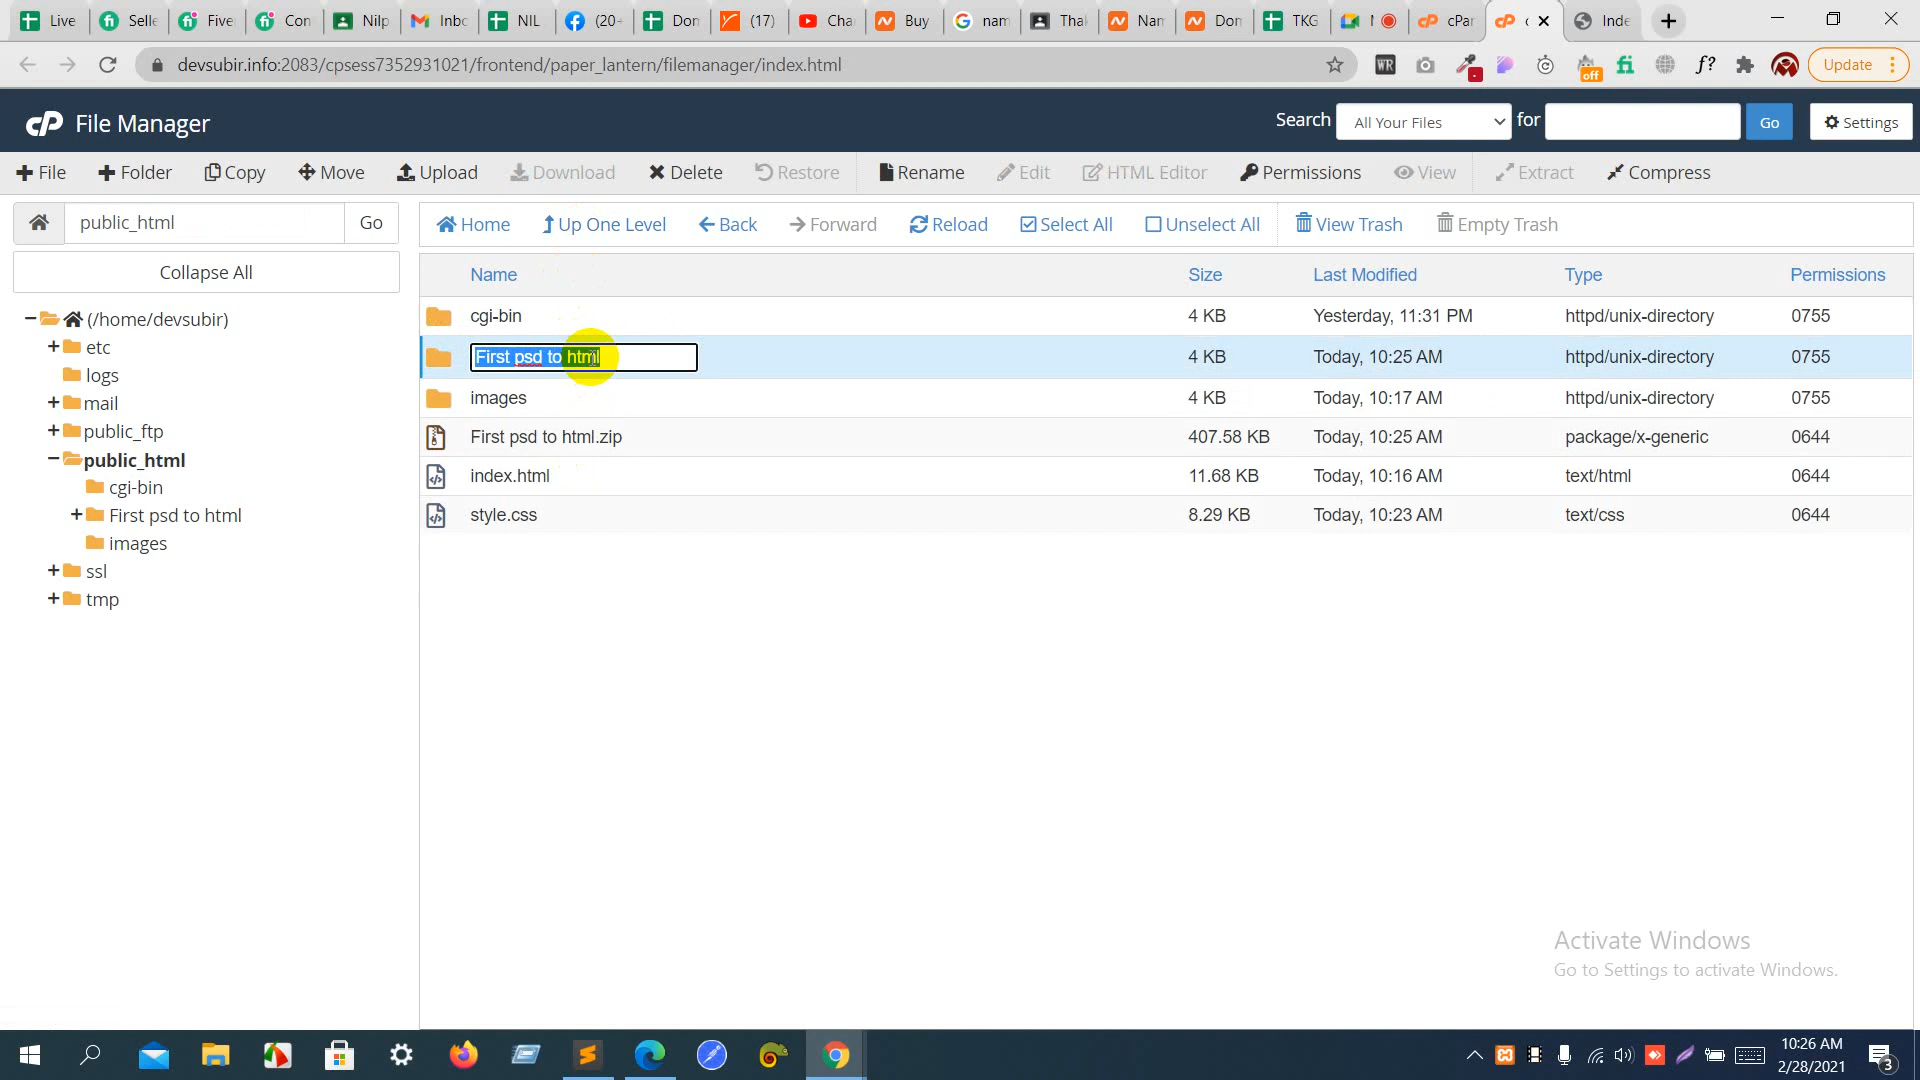 Live
Selle
Five
Con
Nilp
Inbc
NIL
(20-
Don
(17)
Cha
Buy
nam
Thak
Nam
Don
TKG
cPan
Inde
devsubir.info:2083/cpsess7352931021/frontend/paper_lantern/filemanager/index.html
WR
off
f?
Update
cP File Manager
Search All Your Files for Go Settings
File Folder Copy Move Upload Download Delete Restore Rename Edit HTML Editor Permissions View Extract Compress
public_html Go
Home Up One Level Back Forward Reload Select All Unselect All View Trash Empty Trash
Collapse All
(/home/devsubir)
etc
logs
mail
public_ftp
public_html
cgi-bin
First psd to html
images
ssl
tmp
Name Size Last Modified Type Permissions
cgi-bin 4 KB Yesterday, 11:31 PM httpd/unix-directory 0755
First psd to html 4 KB Today, 10:25 AM httpd/unix-directory 0755
images 4 KB Today, 10:17 AM httpd/unix-directory 0755
First psd to html.zip 407.58 KB Today, 10:25 AM package/x-generic 0644
index.html 11.68 KB Today, 10:16 AM text/html 0644
style.css 8.29 KB Today, 10:23 AM text/css 0644
Activate Windows
Go to Settings to activate Windows.
10:26 AM
2/28/2021
3